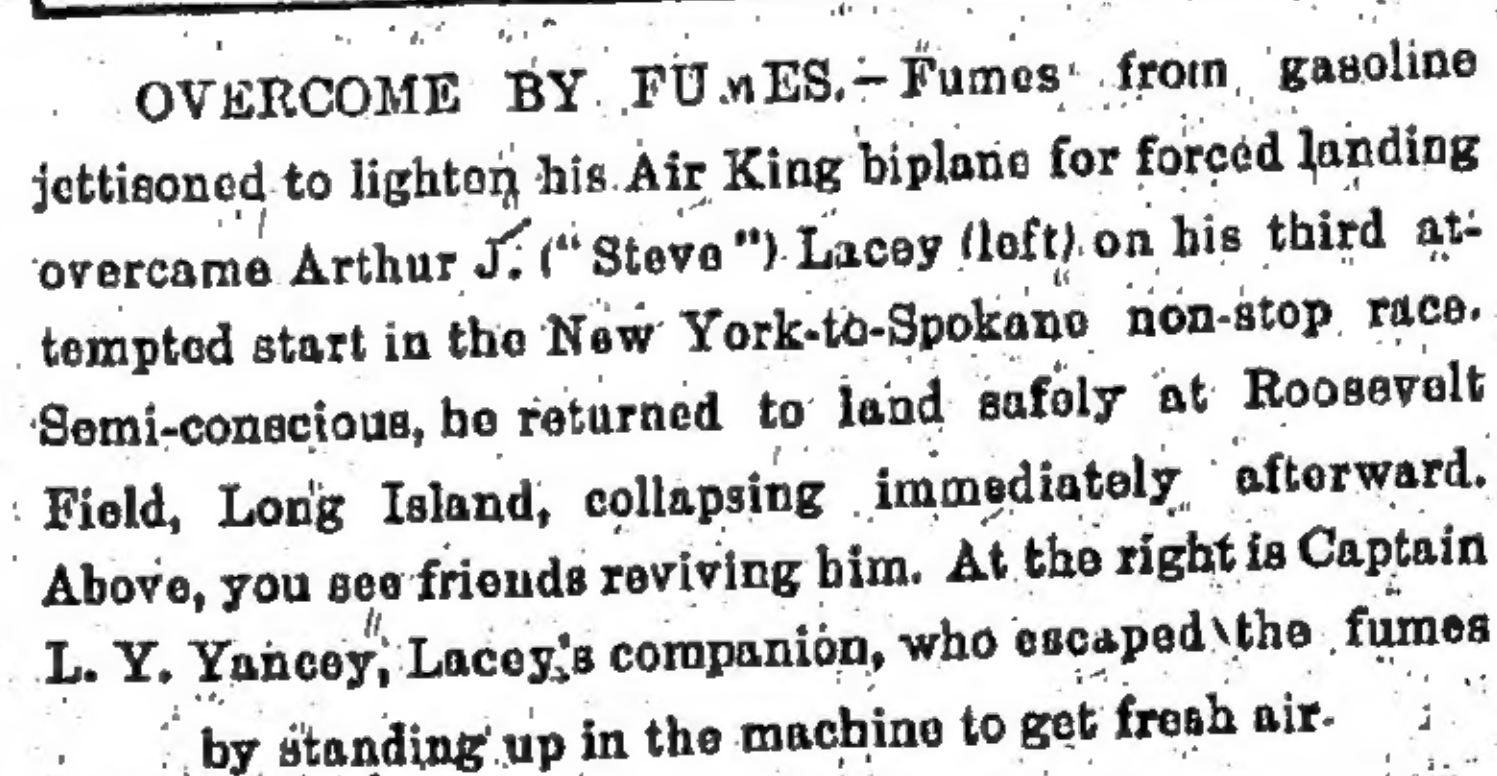 OVERCOME BY FUMES.—Fumes from gasoline
jettisoned to lighten his Air King biplane for forced landing
overcame Arthur J. ("Steve") Lacey (left) on his third at-
tempted start in the New York-to-Spokane non-stop race.
Semi-conscious, he returned to land safely at Roosevelt
Field, Long Island, collapsing immediately afterward.
Above, you see friends reviving him. At the right is Captain
L. Y. Yancey, Lacey's companion, who escaped the fumes
by standing up in the machine to get fresh air.